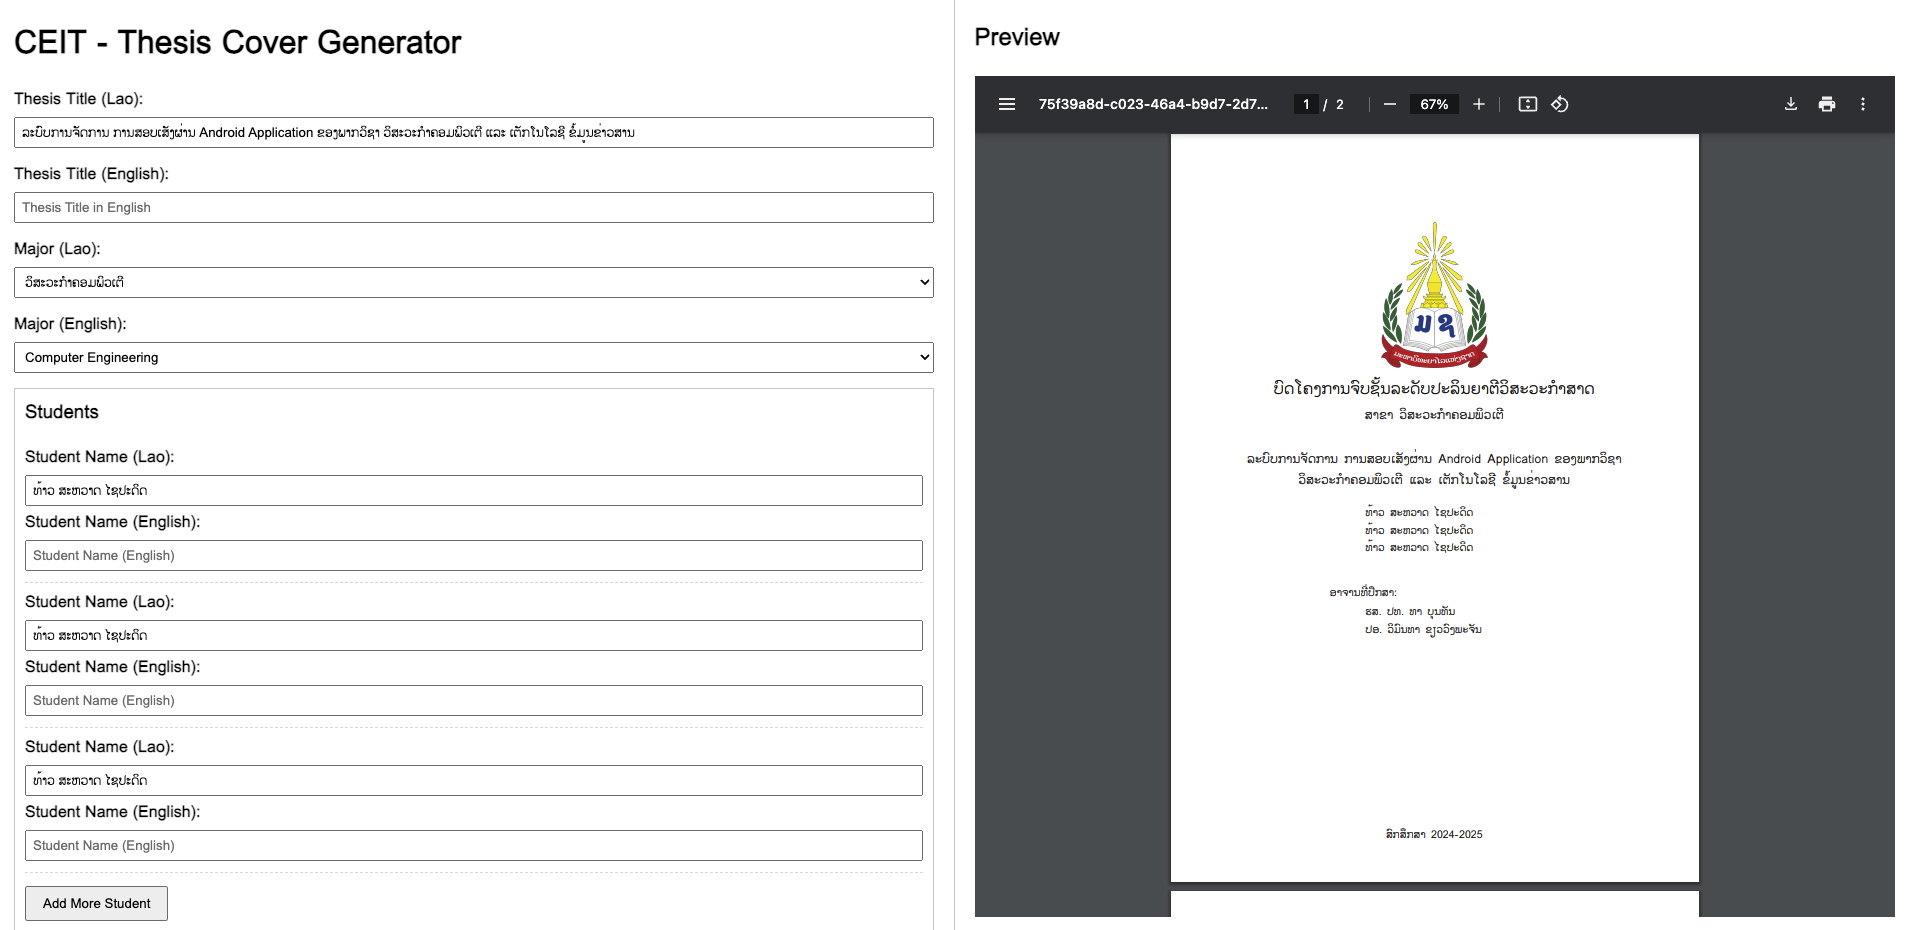 CEIT - Thesis Cover Generator
Thesis Title (Lao):
ລະບົບການຈັດການ ການສອບເສັງຜ່ານ Android Application ຂອງພາກວິຊາ ວິສະວະກຳຄອມພິວເຕີ ແລະ ເຕັກໂນໂລຊີ ຂໍ້ມູນຂ່າວສານ
Thesis Title (English):
Thesis Title in English
Major (Lao):
ວິສະວະກຳຄອມພິວເຕີ
Major (English):
Computer Engineering
Students
Student Name (Lao):
ທ້າວ ສະຫວາດ ໄຊປະດິດ
Student Name (English):
Student Name (English)
Student Name (Lao):
ທ້າວ ສະຫວາດ ໄຊປະດິດ
Student Name (English):
Student Name (English)
Student Name (Lao):
ທ້າວ ສະຫວາດ ໄຊປະດິດ
Student Name (English):
Student Name (English)
Add More Student
Preview
75f39a8d-c023-46a4-b9d7-2d7... 1 / 2 67%
ມ ຊ
ມະຫາວິທະຍາໄລແຫ່ງຊາດ
ບົດໂຄງການຈົບຊັ້ນລະດັບປະລິນຍາຕີວິສະວະກຳສາດ
ສາຂາ ວິສະວະກຳຄອມພິວເຕີ
ລະບົບການຈັດການ ການສອບເສັງຜ່ານ Android Application ຂອງພາກວິຊາ
ວິສະວະກຳຄອມພິວເຕີ ແລະ ເຕັກໂນໂລຊີ ຂໍ້ມູນຂ່າວສານ
ທ້າວ ສະຫວາດ ໄຊປະດິດ
ທ້າວ ສະຫວາດ ໄຊປະດິດ
ທ້າວ ສະຫວາດ ໄຊປະດິດ
ອາຈານທີ່ປຶກສາ:
ຮສ. ປທ. ທາ ບຸນທັນ
ປອ. ວິມົນທາ ຂຽວວົງພະຈັນ
ສົກສຶກສາ 2024-2025